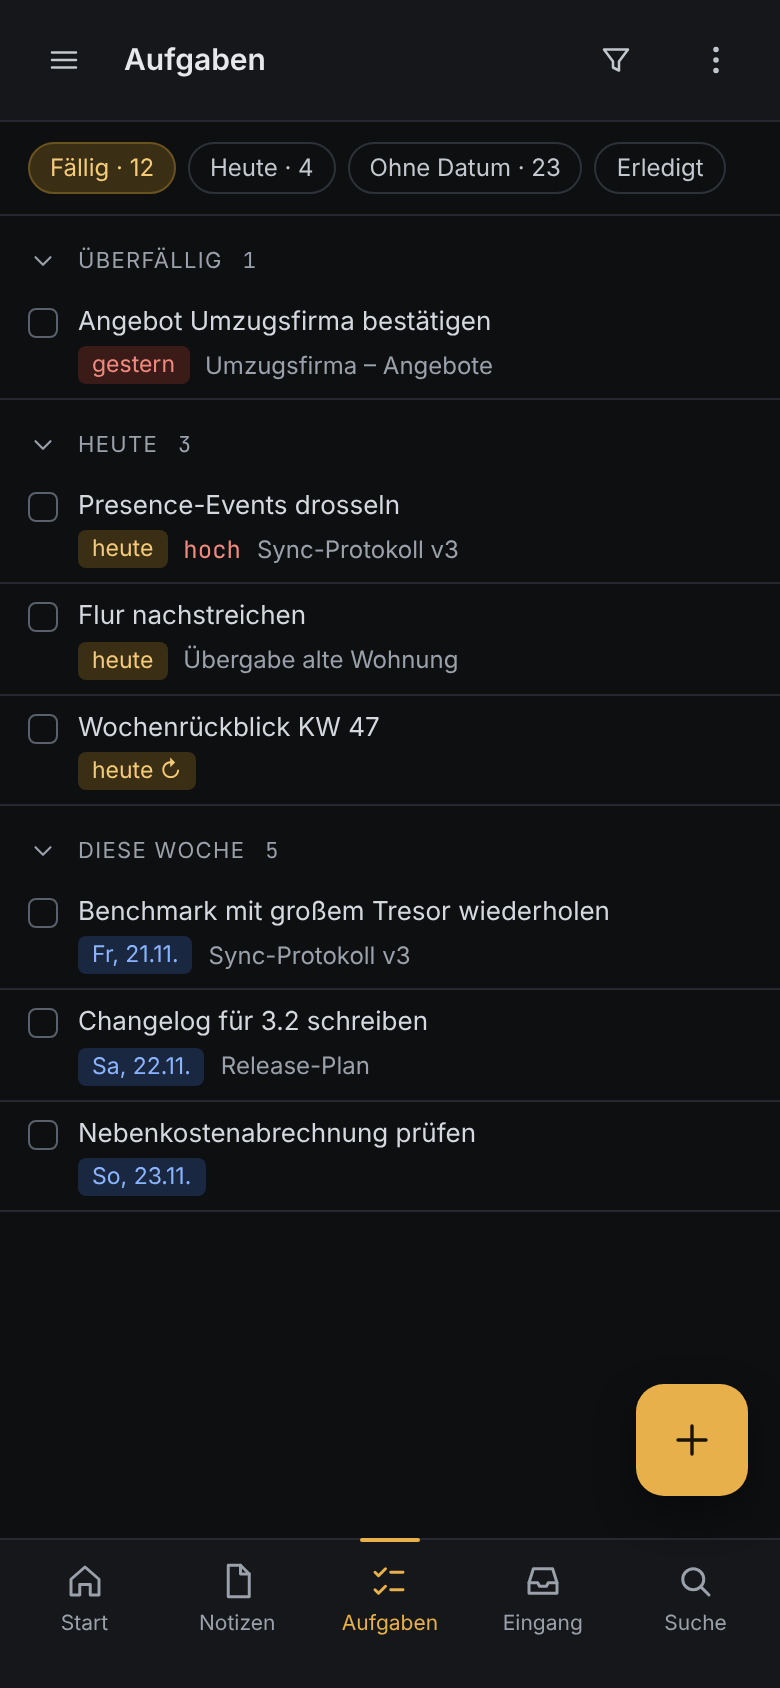 Aufgaben
Fällig · 12 Heute · 4 Ohne Datum · 23 Erledigt
ÜBERFÄLLIG 1
Angebot Umzugsfirma bestätigen
gestern Umzugsfirma – Angebote
HEUTE 3
Presence-Events drosseln
heute hoch Sync-Protokoll v3
Flur nachstreichen
heute Übergabe alte Wohnung
Wochenrückblick KW 47
heute
DIESE WOCHE 5
Benchmark mit großem Tresor wiederholen
Fr, 21.11. Sync-Protokoll v3
Changelog für 3.2 schreiben
Sa, 22.11. Release-Plan
Nebenkostenabrechnung prüfen
So, 23.11.
Start Notizen Aufgaben Eingang Suche